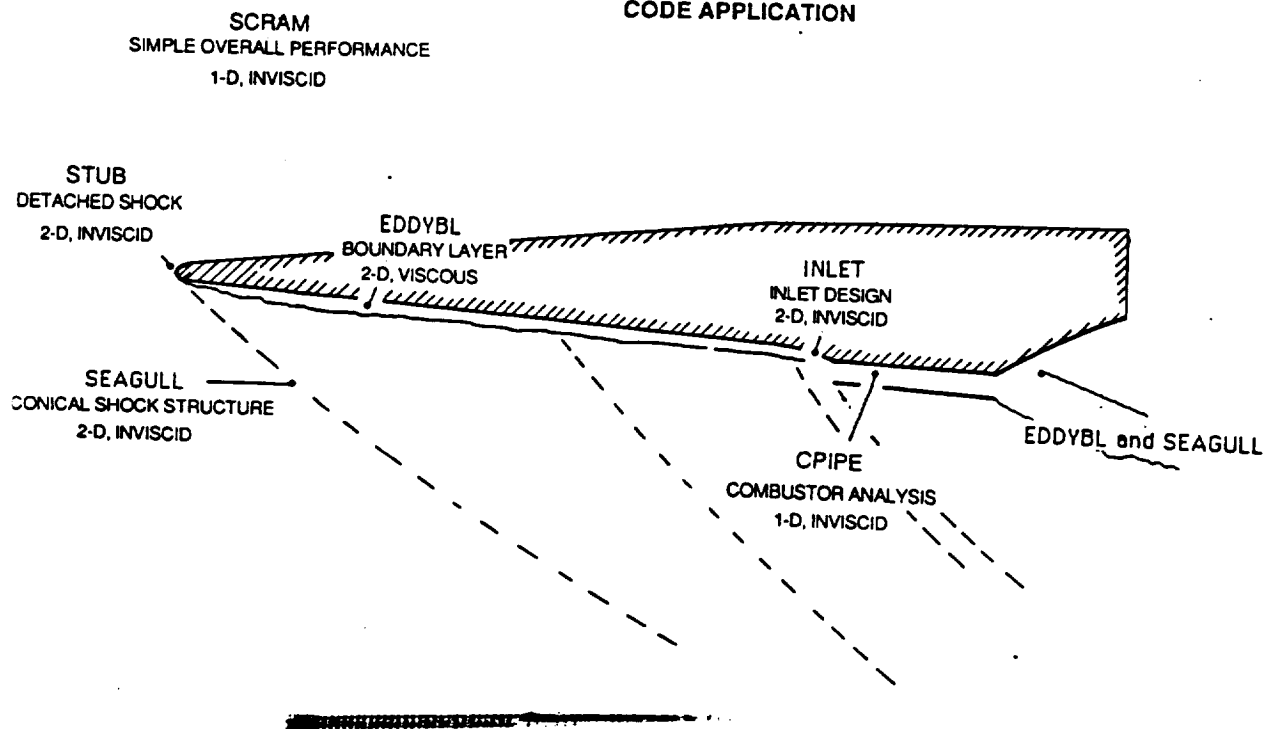 CODE APPLICATION
SCRAM
SIMPLE OVERALL PERFORMANCE
1-D, INVISCID
STUB
DETACHED SHOCK
2-D, INVISCID
EDDYBL
BOUNDARY LAYER
2-D, VISCOUS
INLET
INLET DESIGN
2-D, INVISCID
SEAGULL
CONICAL SHOCK STRUCTURE
2-D, INVISCID
EDDYBL and SEAGULL
CPIPE
COMBUSTOR ANALYSIS
1-D, INVISCID